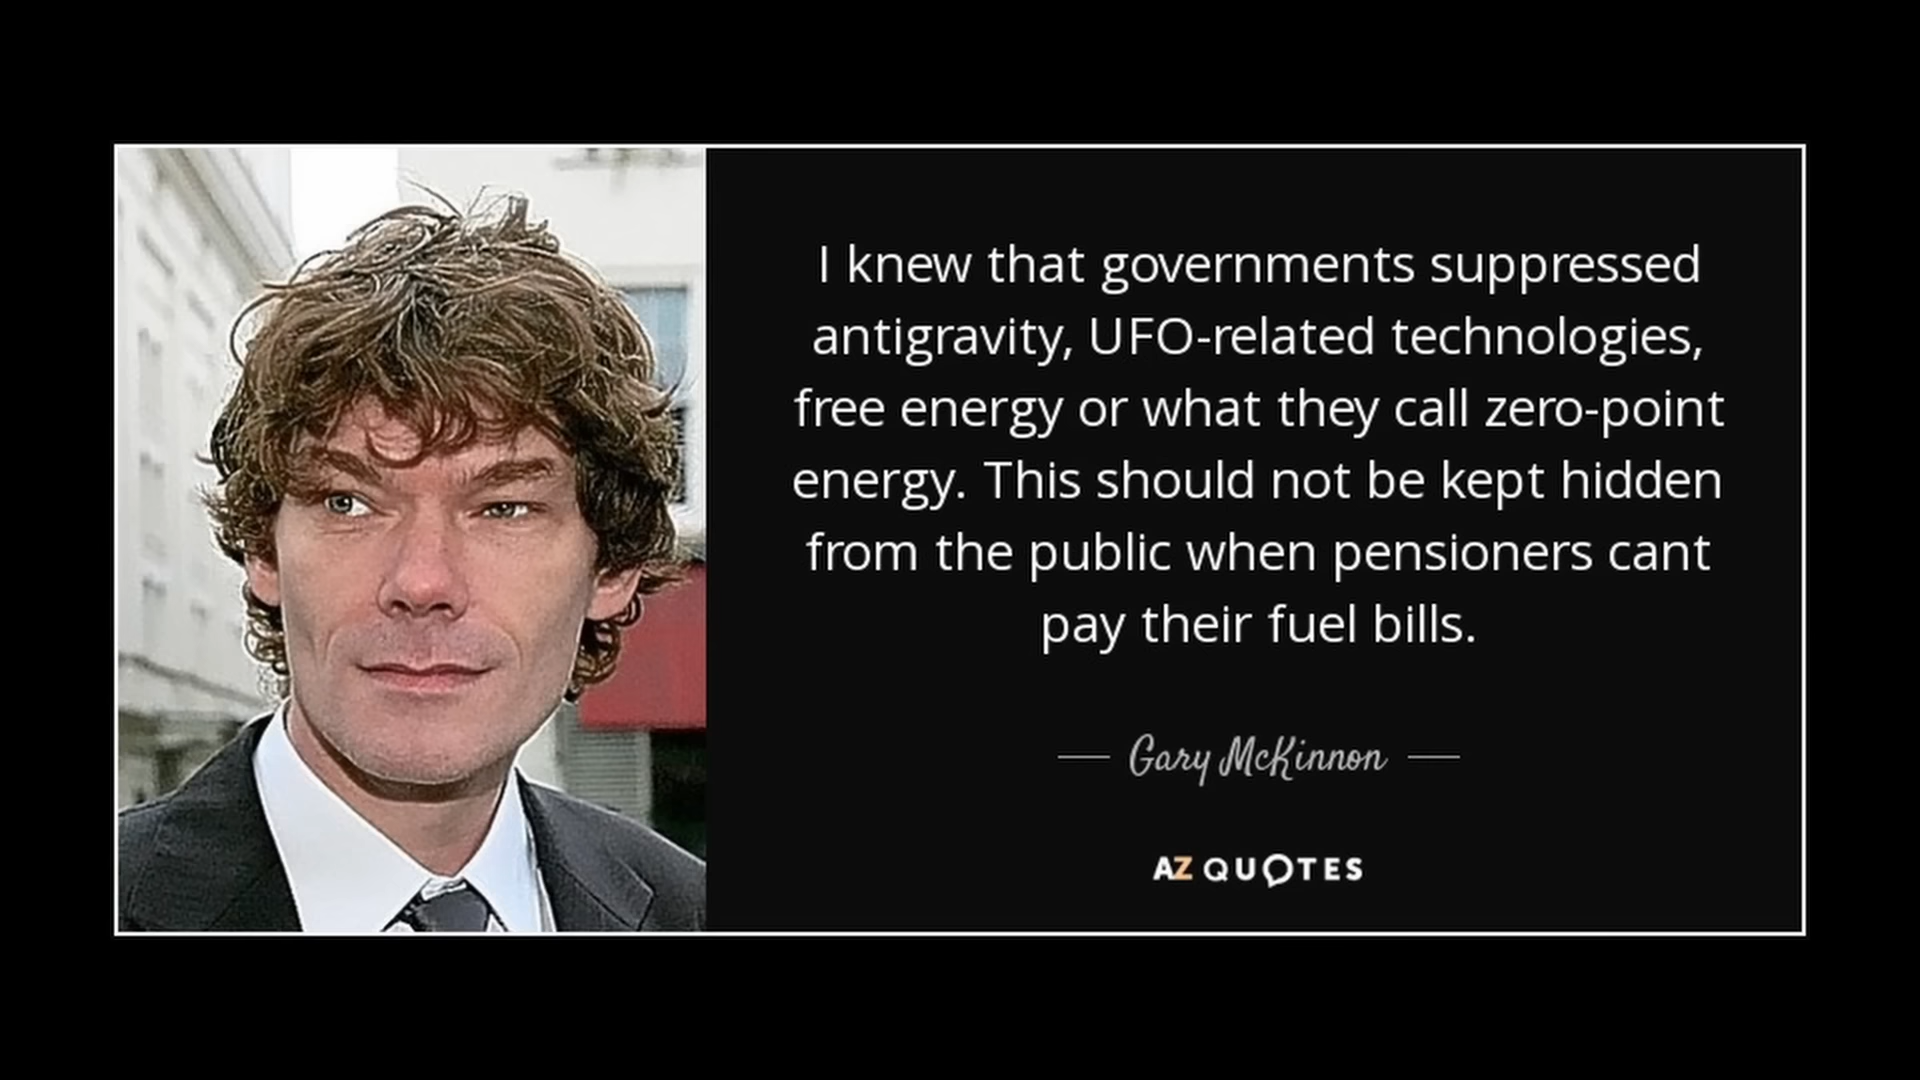 I knew that governments suppressed
antigravity, UFO-related technologies,
free energy or what they call zero-point
energy. This should not be kept hidden
from the public when pensioners cant
pay their fuel bills.
Gary McKinnon
AZ QUOTES